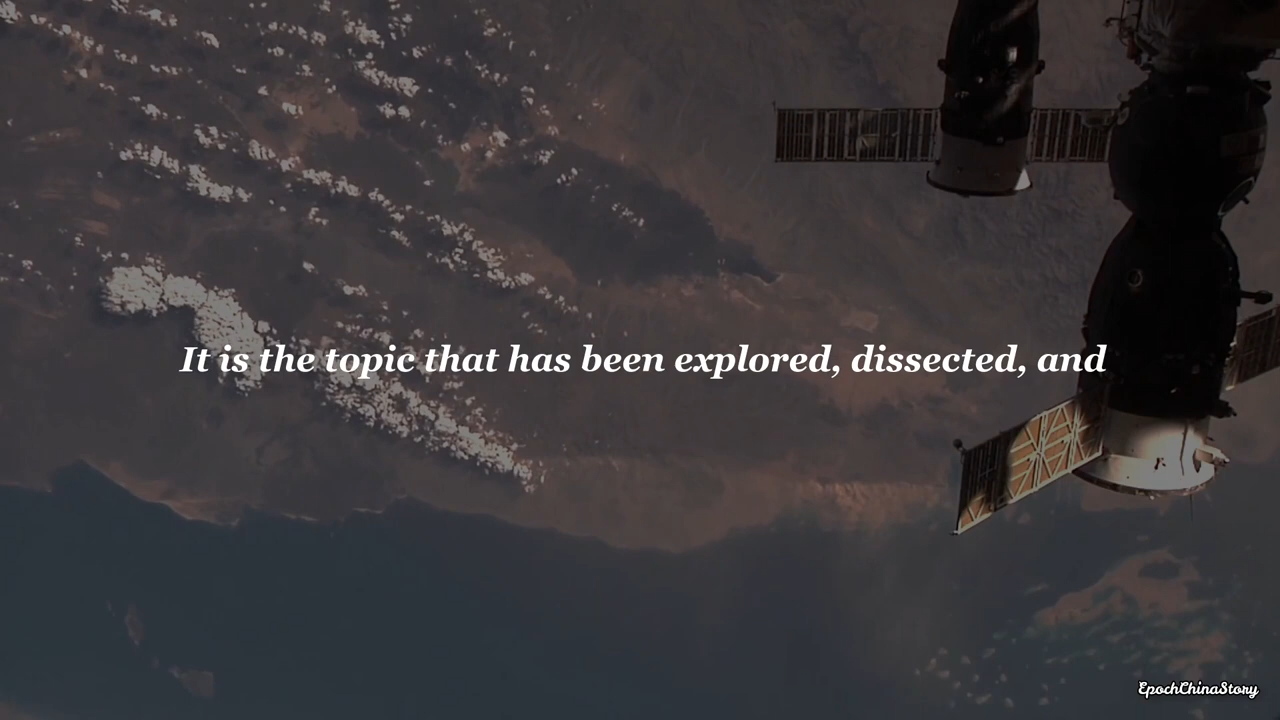 It is the topic that has been explored, dissected, and
EpochChinaStory